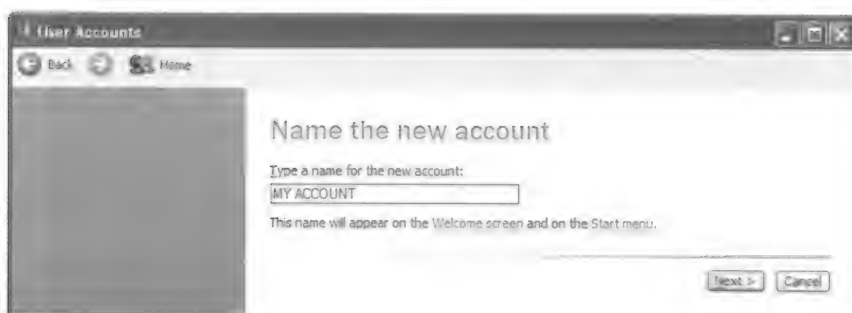 User Accounts
Back Home
Name the new account
Type a name for the new account:
MY ACCOUNT
This name will appear on the Welcome screen and on the Start menu.
Next > Cancel